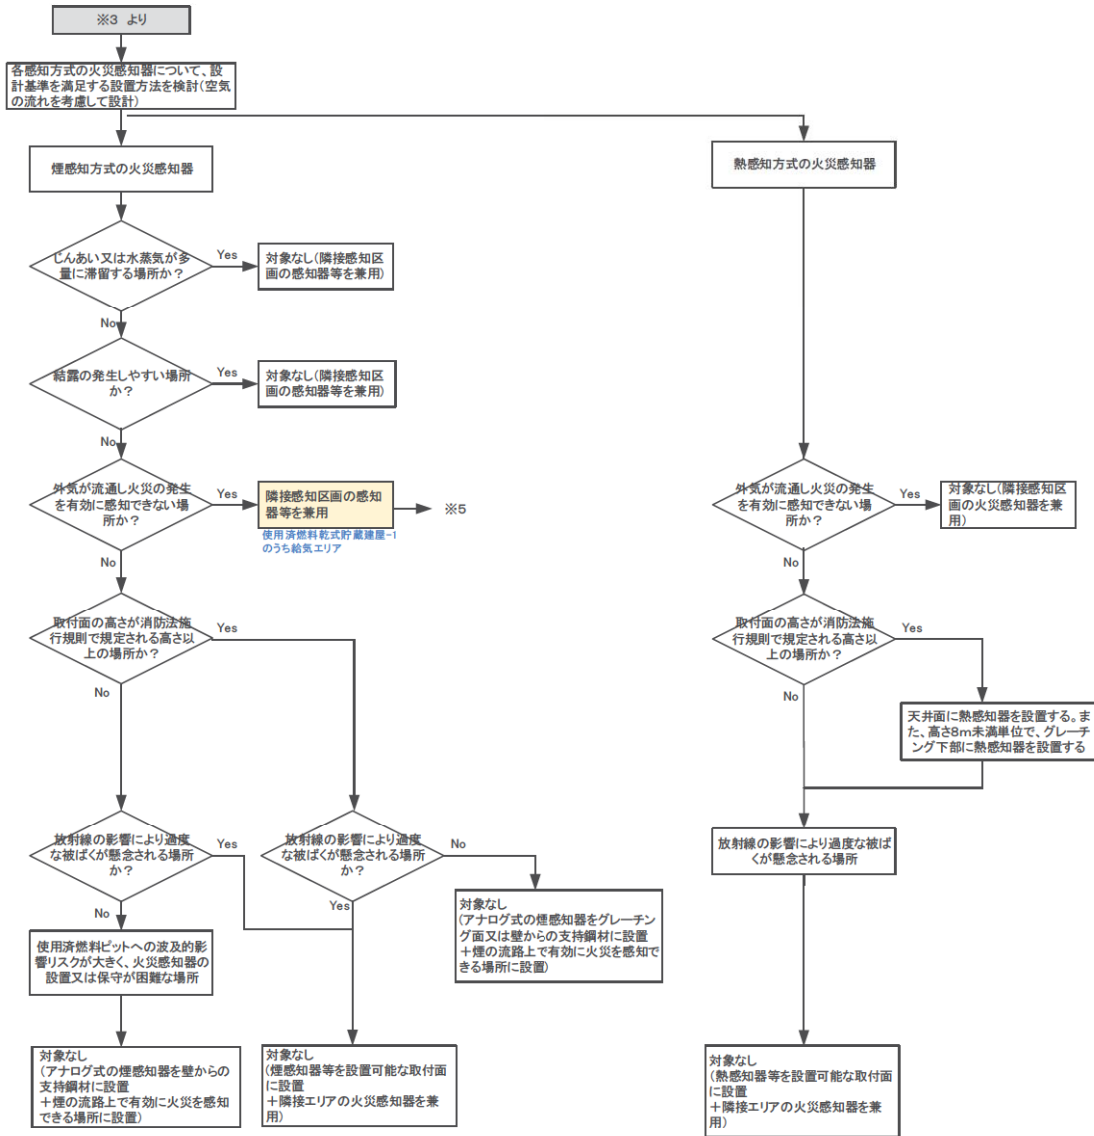 ※3 より
各感知方式の火災感知器について、設
計基準を満足する設置方法を検討(空気
の流れを考慮して設計)
煙感知方式の火災感知器
熱感知方式の火災感知器
じんあい又は水蒸気が多
量に滞留する場所か?
Yes
対象なし(隣接感知区
画の感知器等を兼用)
No
結露の発生しやすい場所
か?
Yes
対象なし(隣接感知区
画の感知器等を兼用)
No
外気が流通し火災の発生
を有効に感知できない場
所か?
Yes
隣接感知区画の感知
器等を兼用
※5
使用済燃料乾式貯蔵建屋-1
のうち給気エリア
外気が流通し火災の発生
を有効に感知できない場
所か?
Yes
対象なし(隣接感知区
画の火災感知器を兼
用)
No
No
取付面の高さが消防法施
行規則で規定される高さ以
上の場所か?
Yes
No
取付面の高さが消防法施
行規則で規定される高さ以
上の場所か?
Yes
No
天井面に熱感知器を設置する。ま
た、高さ8m未満単位で、グレーチ
ング下部に熱感知器を設置する
放射線の影響により過度
な被ばくが懸念される場所
か?
Yes
No
放射線の影響により過度
な被ばくが懸念される場所
か?
No
Yes
放射線の影響により過度な被ば
くが懸念される場所
対象なし
(アナログ式の煙感知器をグレーチン
グ面又は壁からの支持鋼材に設置
+煙の流路上で有効に火災を感知で
きる場所に設置)
使用済燃料ピットへの波及的影
響リスクが大きく、火災感知器の
設置又は保守が困難な場所
対象なし
(アナログ式の煙感知器を壁からの
支持鋼材に設置
+煙の流路上で有効に火災を感知
できる場所に設置)
対象なし
(煙感知器等を設置可能な取付面
に設置
+隣接エリアの火災感知器を兼
用)
対象なし
(熱感知器等を設置可能な取付面
に設置
+隣接エリアの火災感知器を兼
用)